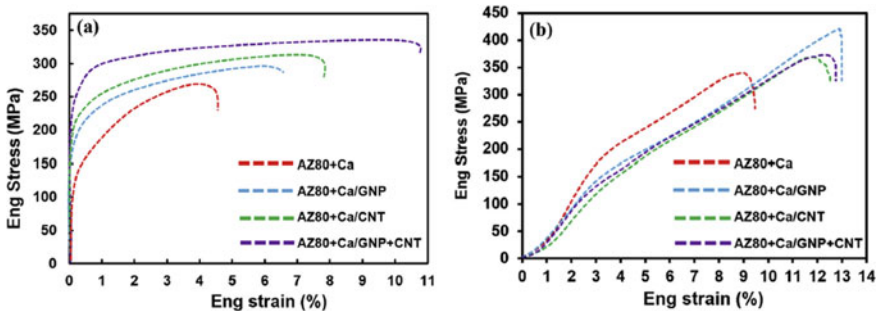 (a)
Eng Stress (MPa)
350
300
250
200
150
100
50
0
AZ80+Ca
AZ80+Ca/GNP
AZ80+Ca/CNT
AZ80+Ca/GNP+CNT
0 1 2 3 4 5 6 7 8 9 10 11
Eng strain (%)
(b)
Eng Stress (MPa)
450
400
350
300
250
200
150
100
50
0
AZ80+Ca
AZ80+Ca/GNP
AZ80+Ca/CNT
AZ80+Ca/GNP+CNT
0 1 2 3 4 5 6 7 8 9 10 11 12 13 14
Eng strain (%)